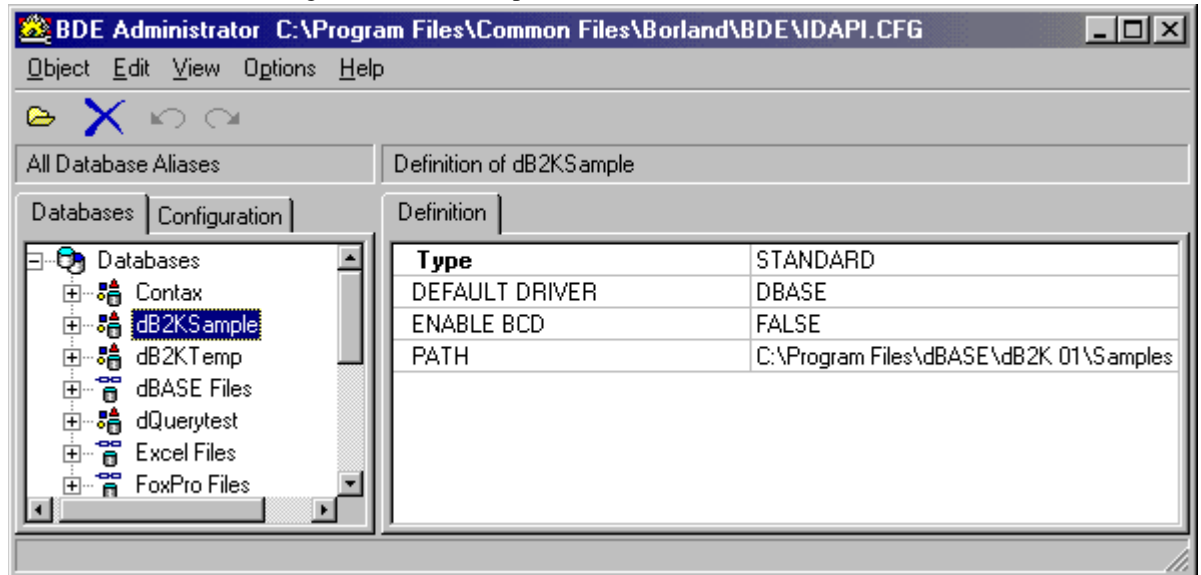 BDE Administrator C:\Program Files\Common Files\Borland\BDE\IDAPI.CFG
Object Edit View Options Help
All Database Aliases
Definition of dB2KSample
Databases Configuration
Definition
Databases
Contax
dB2KSample
dB2KTemp
dBASE Files
dQuerytest
Excel Files
FoxPro Files
Type STANDARD
DEFAULT DRIVER DBASE
ENABLE BCD FALSE
PATH C:\Program Files\dBASE\dB2K 01\Samples